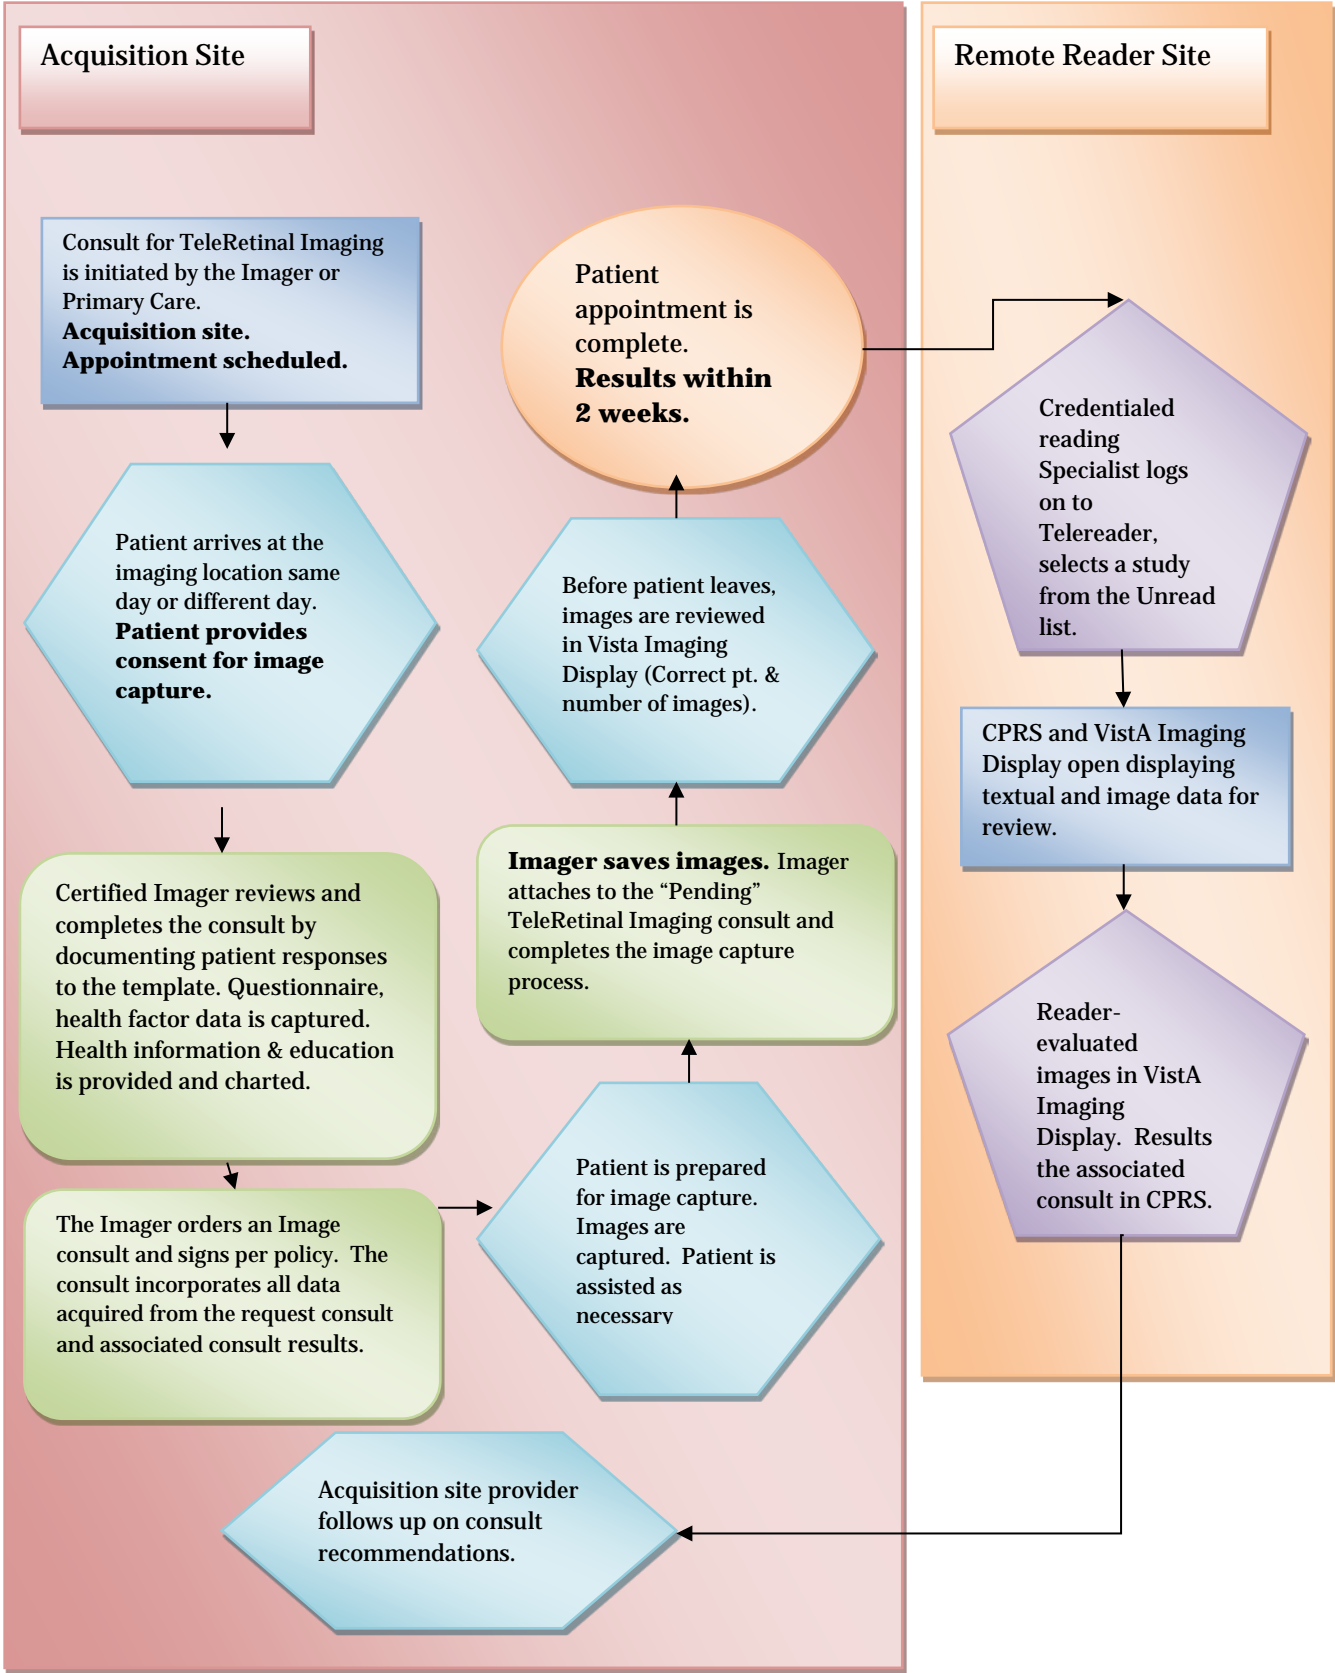 Acquisition Site
Consult for TeleRetinal Imaging
is initiated by the Imager or
Primary Care.
Acquisition site.
Appointment scheduled.
Patient arrives at the
imaging location same
day or different day.
Patient provides
consent for image
capture.
Certified Imager reviews and
completes the consult by
documenting patient responses
to the template. Questionnaire,
health factor data is captured.
Health information & education
is provided and charted.
The Imager orders an Image
consult and signs per policy. The
consult incorporates all data
acquired from the request consult
and associated consult results.
Patient is prepared
for image capture.
Images are
captured. Patient is
assisted as
necessary
Imager saves images. Imager
attaches to the “Pending”
TeleRetinal Imaging consult and
completes the image capture
process.
Before patient leaves,
images are reviewed
in Vista Imaging
Display (Correct pt. &
number of images).
Patient
appointment is
complete.
Results within
2 weeks.
Remote Reader Site
Credentialed
reading
Specialist logs
on to
Telereader,
selects a study
from the Unread
list.
CPRS and VistA Imaging
Display open displaying
textual and image data for
review.
Reader-
evaluated
images in VistA
Imaging
Display. Results
the associated
consult in CPRS.
Acquisition site provider
follows up on consult
recommendations.